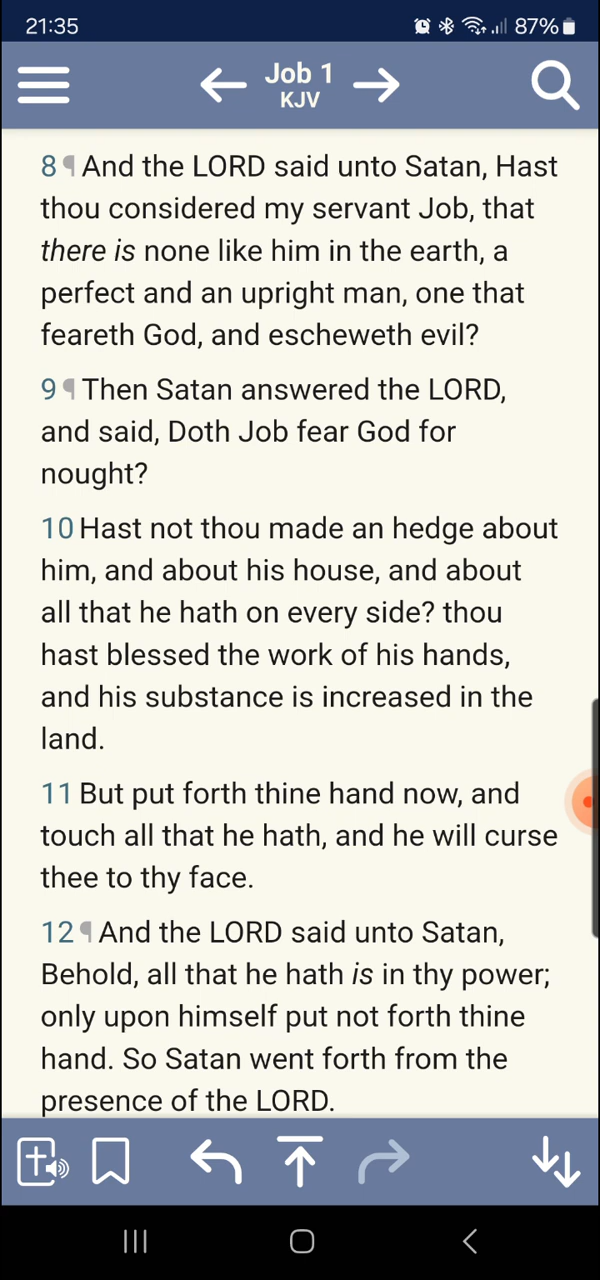 21:35 87%
Job 1
KJV
8 ¶ And the LORD said unto Satan, Hast
thou considered my servant Job, that
there is none like him in the earth, a
perfect and an upright man, one that
feareth God, and escheweth evil?
9 ¶ Then Satan answered the LORD,
and said, Doth Job fear God for
nought?
10 Hast not thou made an hedge about
him, and about his house, and about
all that he hath on every side? thou
hast blessed the work of his hands,
and his substance is increased in the
land.
11 But put forth thine hand now, and
touch all that he hath, and he will curse
thee to thy face.
12 ¶ And the LORD said unto Satan,
Behold, all that he hath is in thy power;
only upon himself put not forth thine
hand. So Satan went forth from the
presence of the LORD.